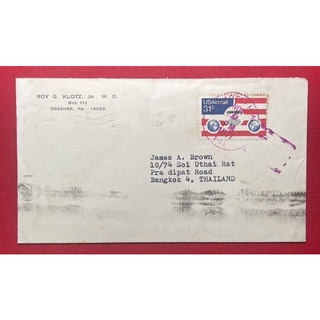 ROY G. KLOTZ, JR., M. D.
BOX 111
DRESHER, PA. 19025
USAirmail
31c
James A. Brown
10/74 Soi Uthai Rat
Pra dipat Road
Bangkok 4, THAILAND